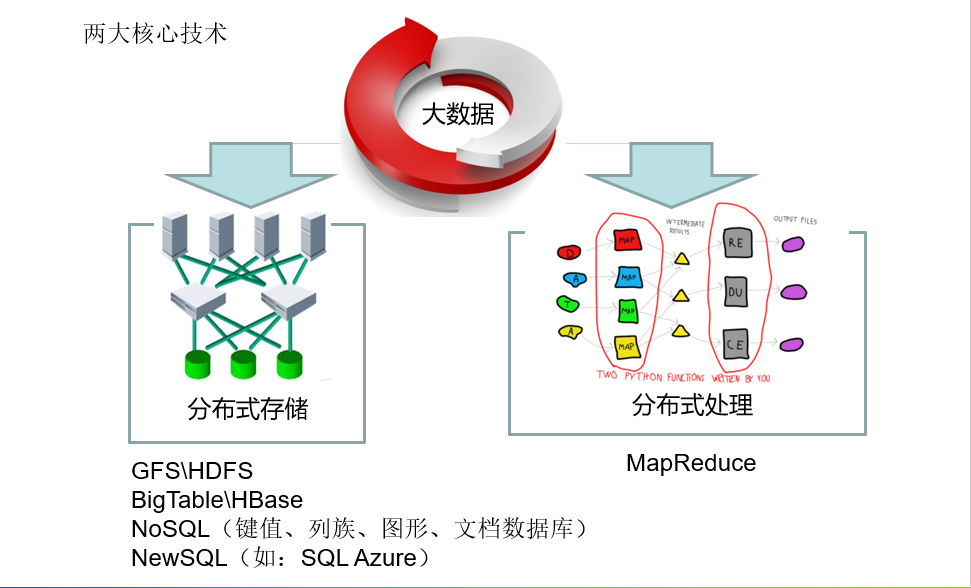 两大核心技术
大数据
分布式存储
GFS\HDFS
BigTable\HBase
NoSQL（键值、列族、图形、文档数据库）
NewSQL（如：SQL Azure）
INTERMEDIATE
RESULTS
OUTPUT FILES
D
A
T
A
MAP
MAP
MAP
MAP
RE
DU
CE
TWO PYTHON FUNCTIONS WRITTEN BY YOU
分布式处理
MapReduce